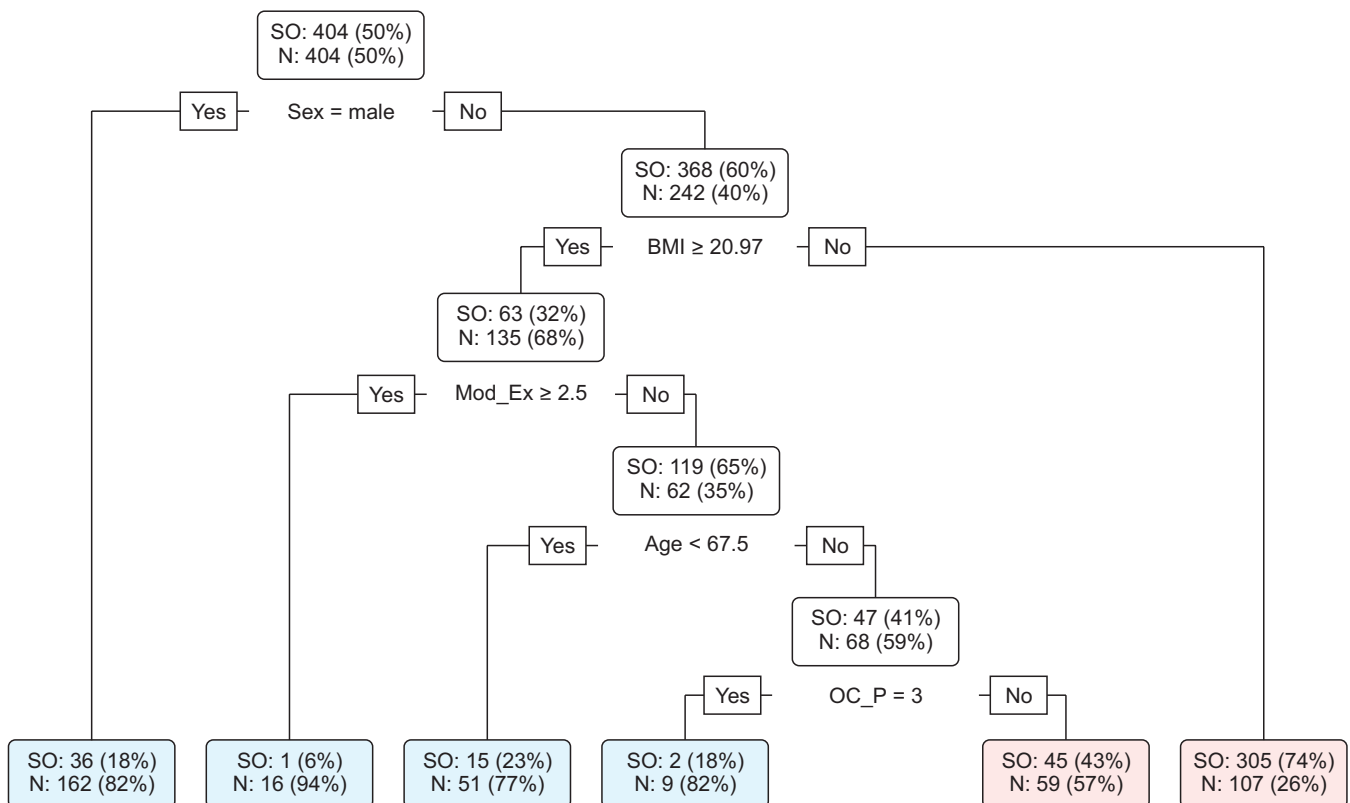 SO: 404 (50%)
N: 404 (50%)
Yes
Sex = male
No
SO: 368 (60%)
N: 242 (40%)
Yes
BMI ≥ 20.97
No
SO: 63 (32%)
N: 135 (68%)
Yes
Mod_Ex ≥ 2.5
No
SO: 119 (65%)
N: 62 (35%)
Yes
Age < 67.5
No
SO: 47 (41%)
N: 68 (59%)
Yes
OC_P = 3
No
SO: 36 (18%)
N: 162 (82%)
SO: 1 (6%)
N: 16 (94%)
SO: 15 (23%)
N: 51 (77%)
SO: 2 (18%)
N: 9 (82%)
SO: 45 (43%)
N: 59 (57%)
SO: 305 (74%)
N: 107 (26%)